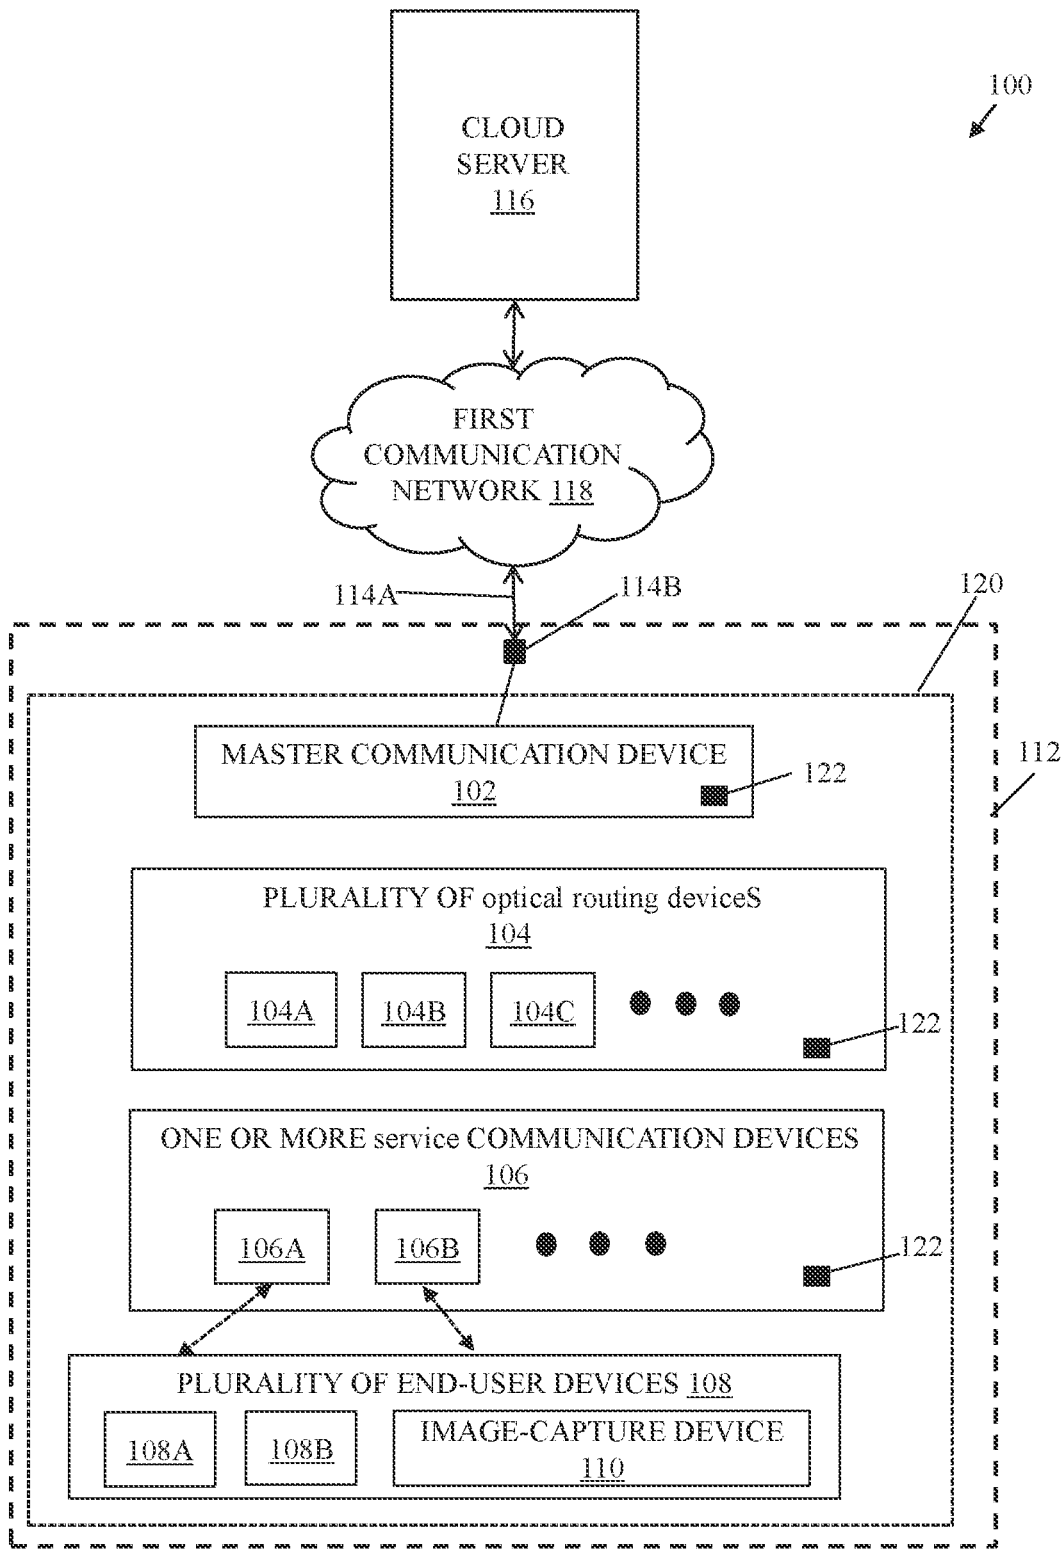 100
CLOUD
SERVER
116
FIRST
COMMUNICATION
NETWORK 118
114A
114B
120
112
MASTER COMMUNICATION DEVICE
102
122
PLURALITY OF optical routing deviceS
104
104A
104B
104C
122
ONE OR MORE service COMMUNICATION DEVICES
106
106A
106B
122
PLURALITY OF END-USER DEVICES 108
108A
108B
IMAGE-CAPTURE DEVICE
110